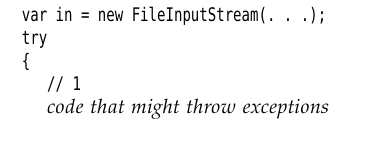 var in = new FileInputStream(. . .);
try
{
// 1
code that might throw exceptions